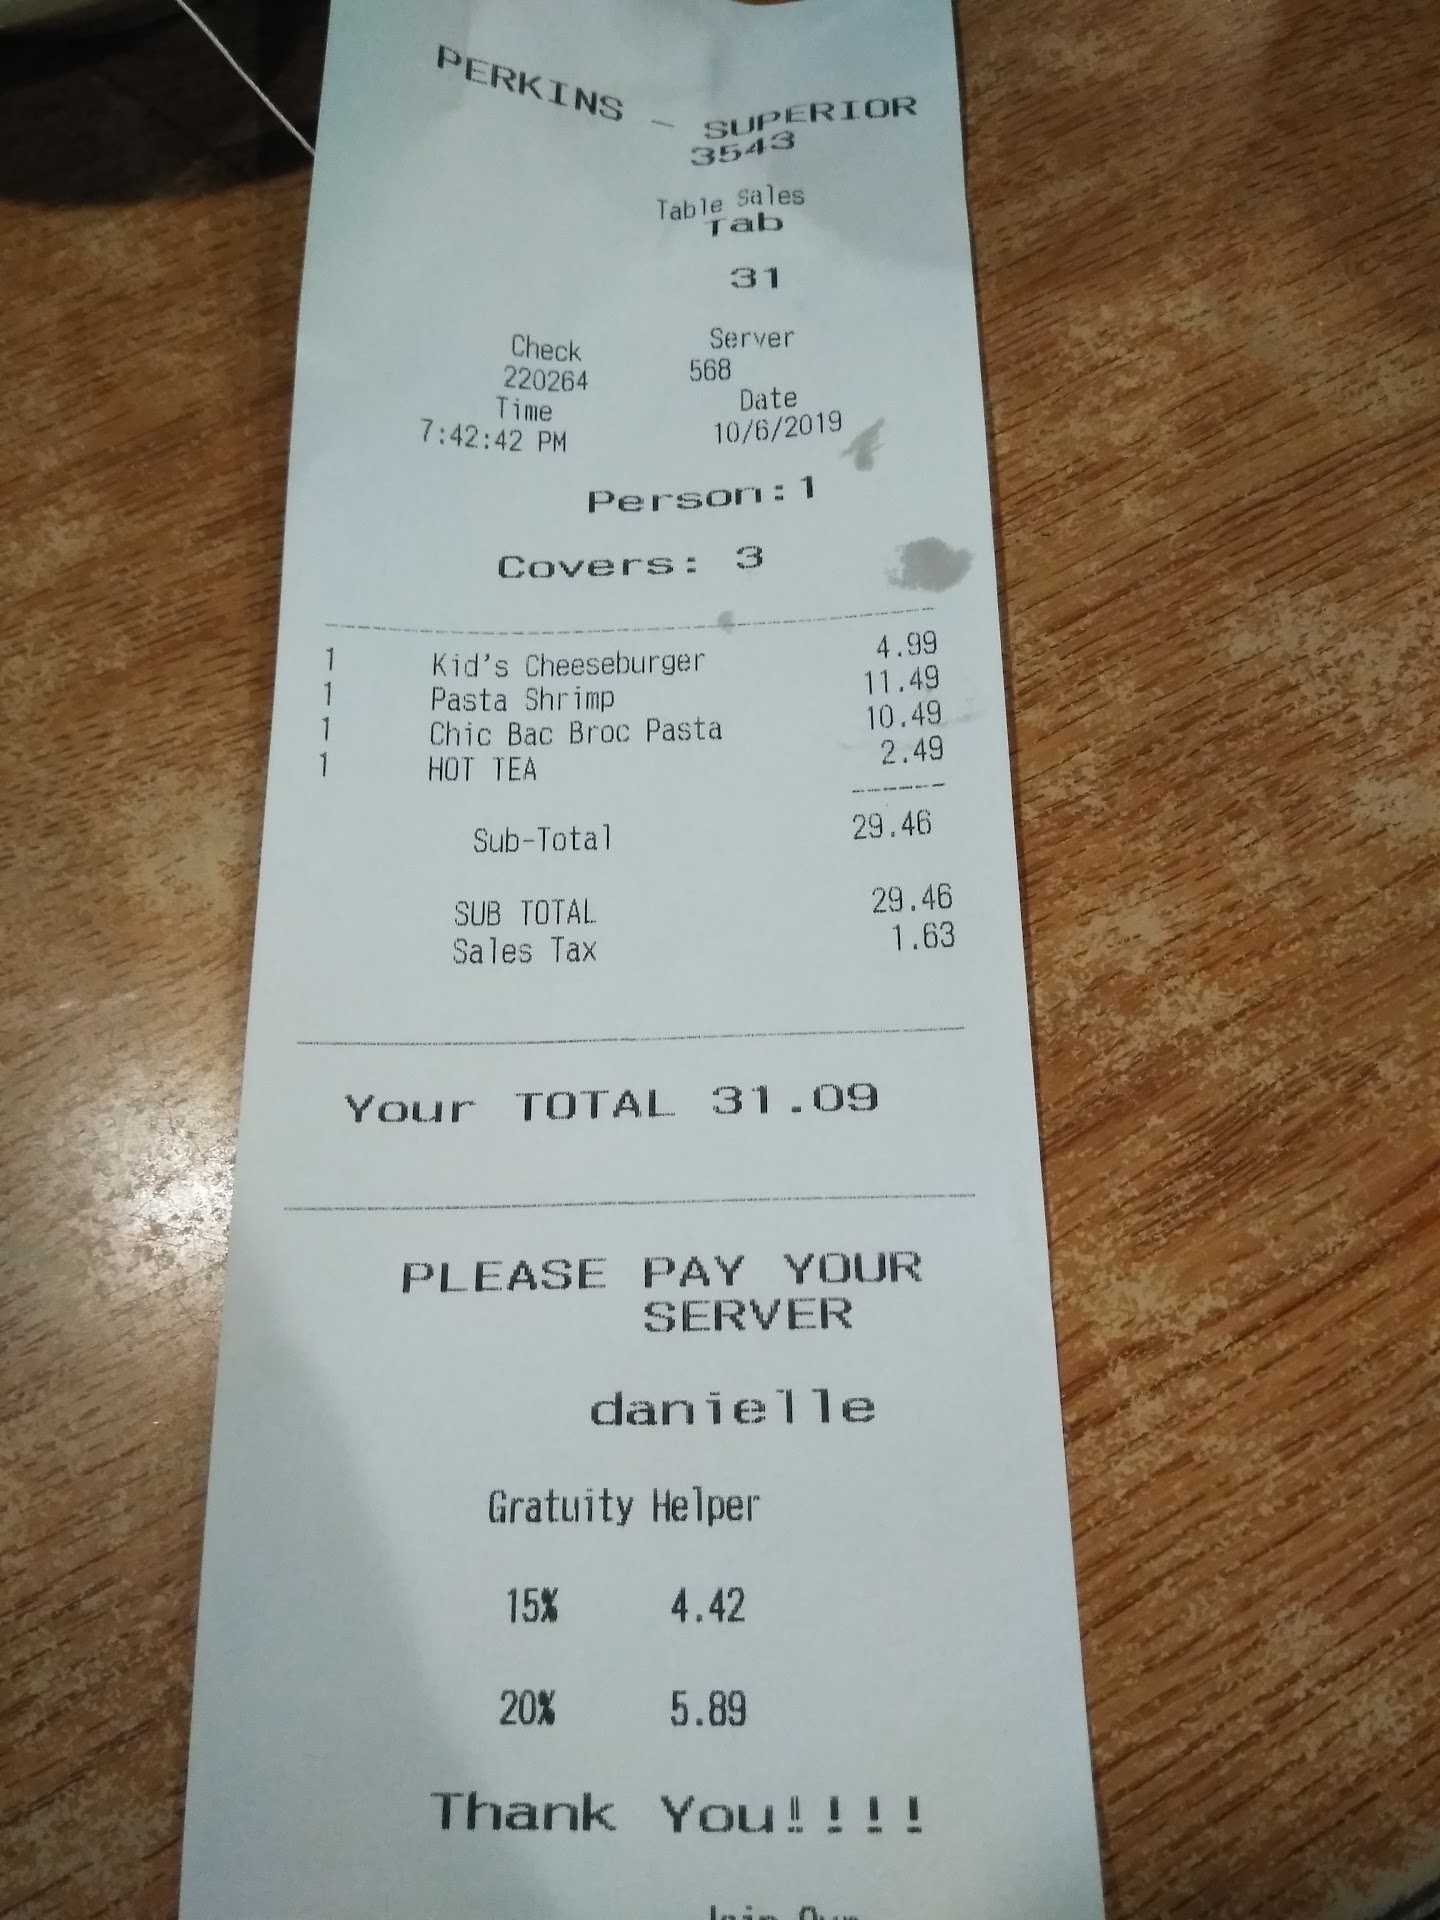 PERKINS - SUPERIOR
3543
Table Sales
Tab
31
Check Server
220264 568
Time Date
7:42:42 PM 10/6/2019
Person:1
Covers: 3
1 Kid's Cheeseburger 4.99
1 Pasta Shrimp 11.49
1 Chic Bac Broc Pasta 10.49
1 HOT TEA 2.49
Sub-Total 29.46
SUB TOTAL 29.46
Sales Tax 1.63
Your TOTAL 31.09
PLEASE PAY YOUR
SERVER
danielle
Gratuity Helper
15% 4.42
20% 5.89
Thank You!!!!